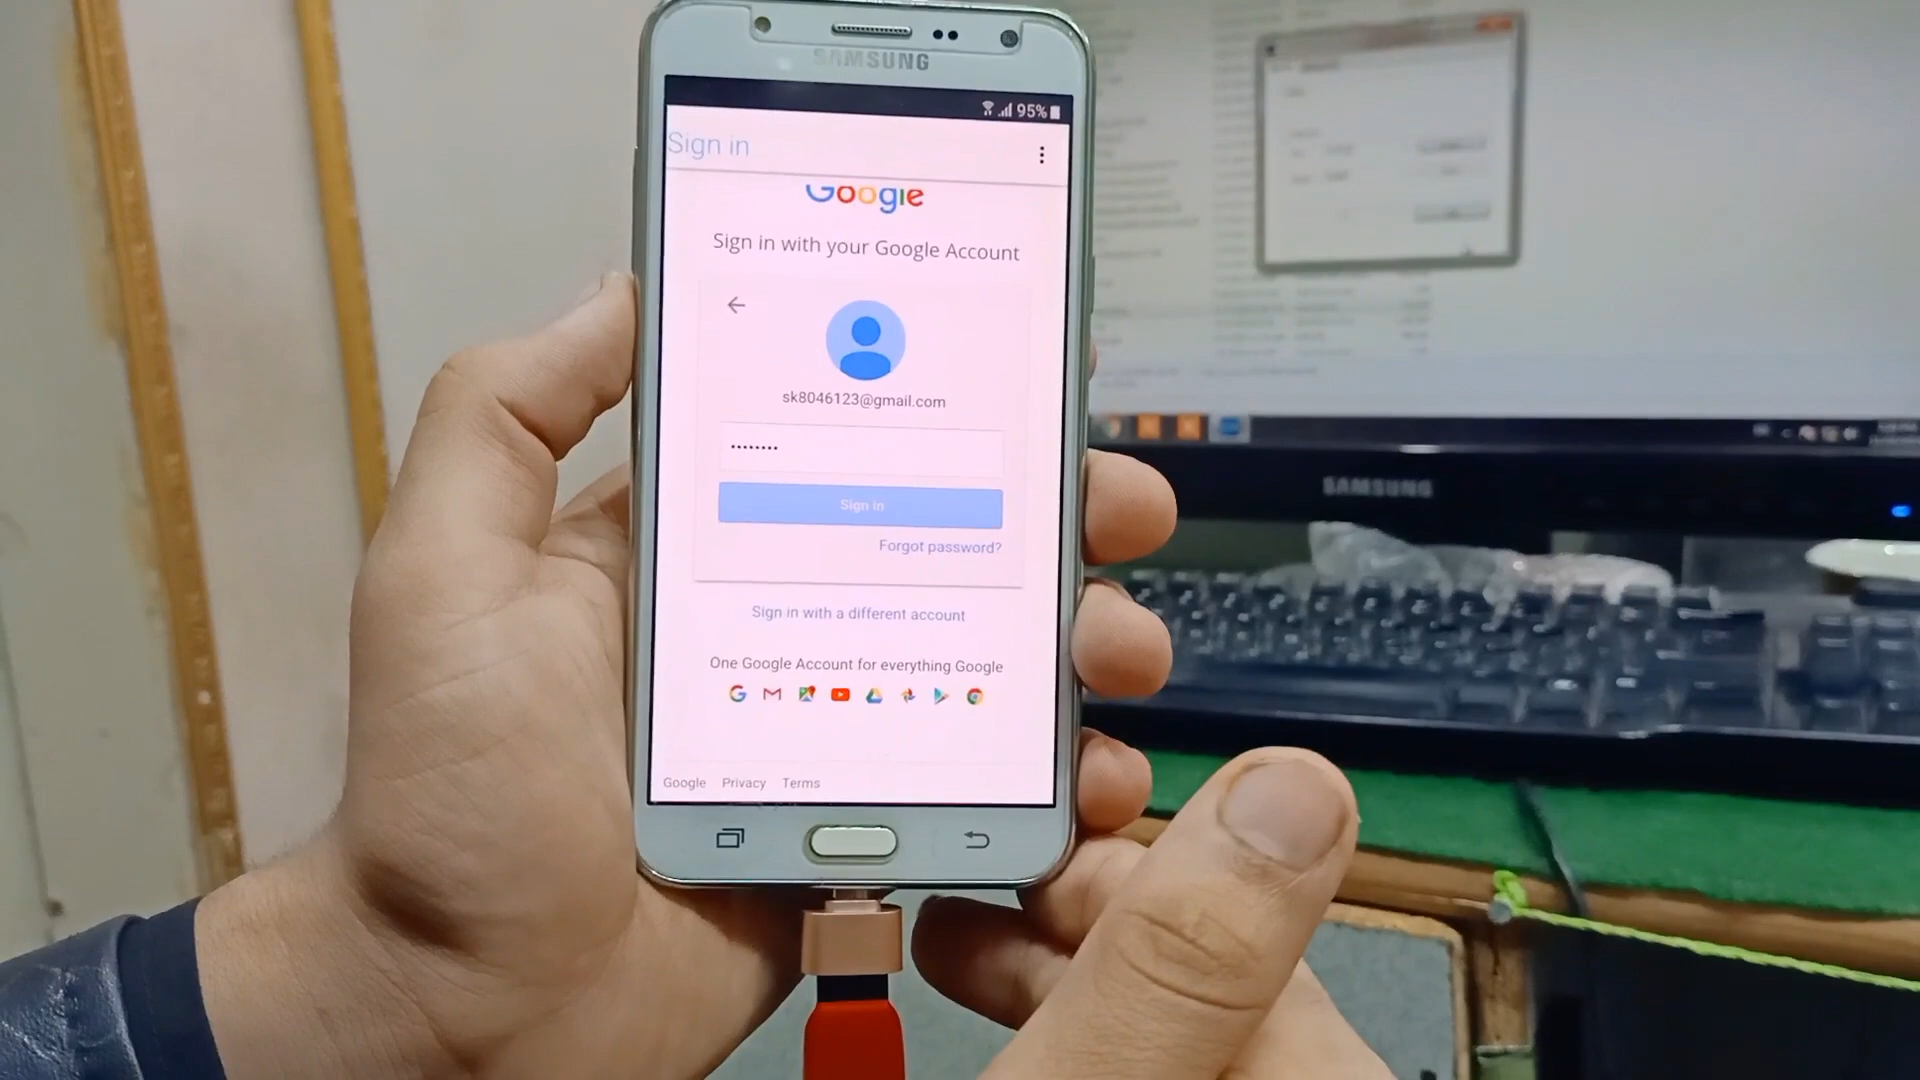 SAMSUNG
95%
Sign in
Google
Sign in with your Google Account
sk8046123@gmail.com
••••••••
Sign in
Forgot password?
Sign in with a different account
One Google Account for everything Google
Google Privacy Terms
SAMSUNG